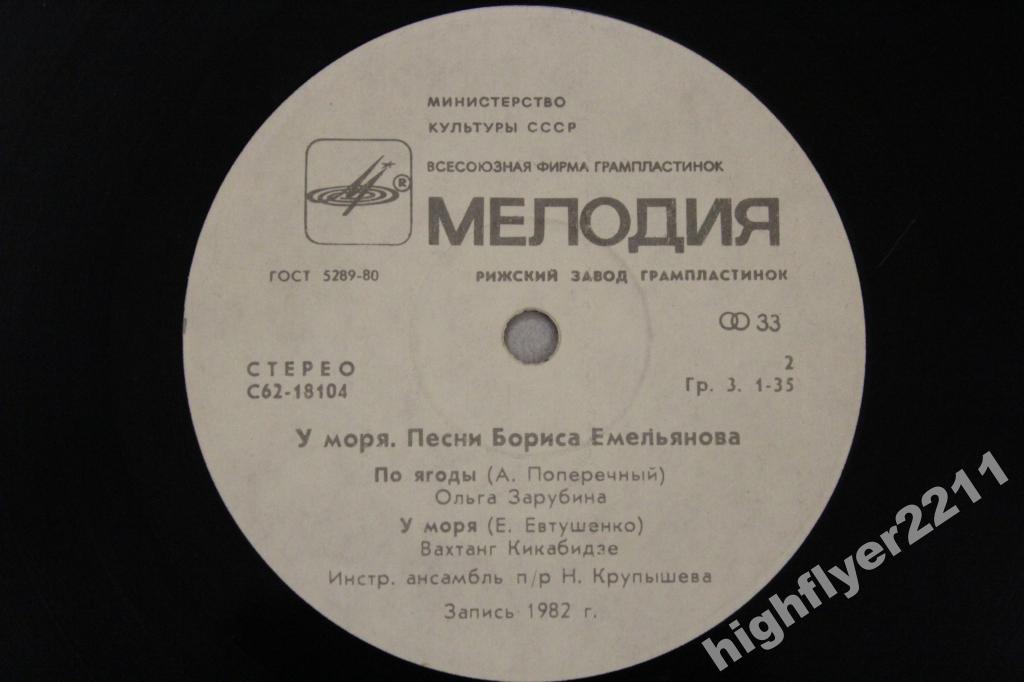 МИНИСТЕРСТВО
КУЛЬТУРЫ СССР
ВСЕСОЮЗНАЯ ФИРМА ГРАМПЛАСТИНОК
®
МЕЛОДИЯ
ГОСТ 5289-80
РИЖСКИЙ ЗАВОД ГРАМПЛАСТИНОК
33
СТЕРЕО
2
С62-18104
Гр. 3. 1-35
У моря. Песни Бориса Емельянова
По ягоды (А. Поперечный)
Ольга Зарубина
У моря (Е. Евтушенко)
Вахтанг Кикабидзе
Инстр. ансамбль п/р Н. Крупышева
Запись 1982 г.
highflyer2211